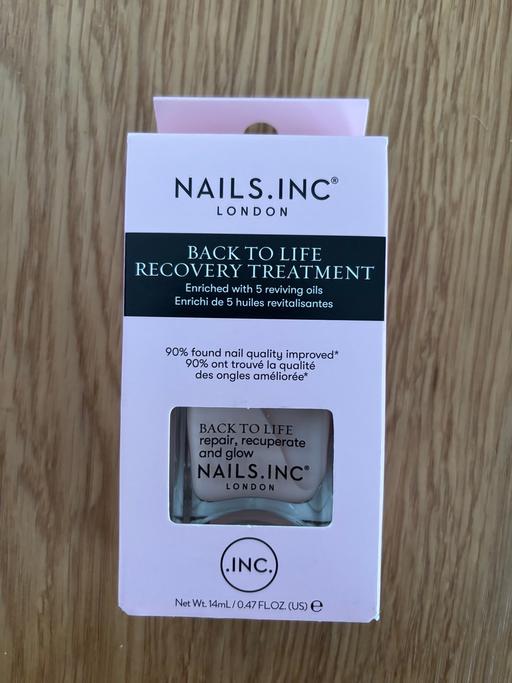 NAILS.INC®
LONDON
BACK TO LIFE
RECOVERY TREATMENT
Enriched with 5 reviving oils
Enrichi de 5 huiles revitalisantes
90% found nail quality improved*
90% ont trouvé la qualité
des ongles améliorée*
BACK TO LIFE
repair, recuperate
and glow
NAILS.INC®
LONDON
.INC.
Net Wt. 14mL / 0.47 FL.OZ. (US) ℮